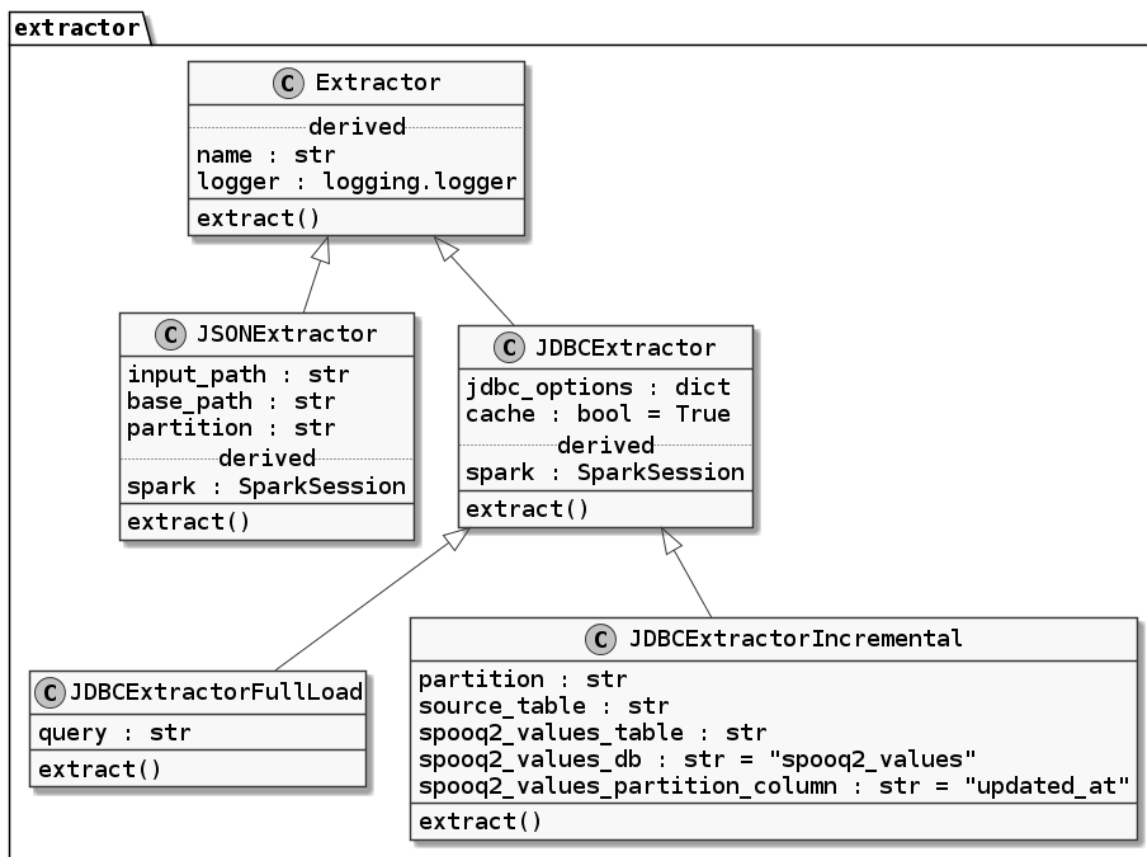 extractor
C Extractor
derived
name : str
logger : logging.logger
extract()
C JSONExtractor
input_path : str
base_path : str
partition : str
derived
spark : SparkSession
extract()
C JDBCExtractor
jdbc_options : dict
cache : bool = True
derived
spark : SparkSession
extract()
C JDBCExtractorFullLoad
query : str
extract()
C JDBCExtractorIncremental
partition : str
source_table : str
spooq2_values_table : str
spooq2_values_db : str = "spooq2_values"
spooq2_values_partition_column : str = "updated_at"
extract()